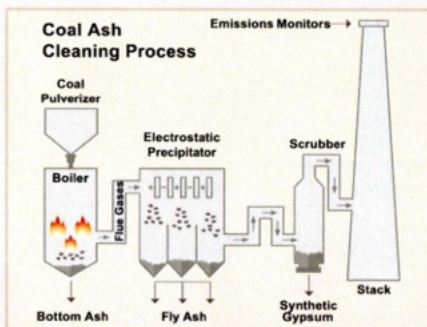 Coal Ash
Cleaning Process
Emissions Monitors
Coal
Pulverizer
Electrostatic
Precipitator
Scrubber
Boiler
Flue Gases
Stack
Bottom Ash
Fly Ash
Synthetic
Gypsum